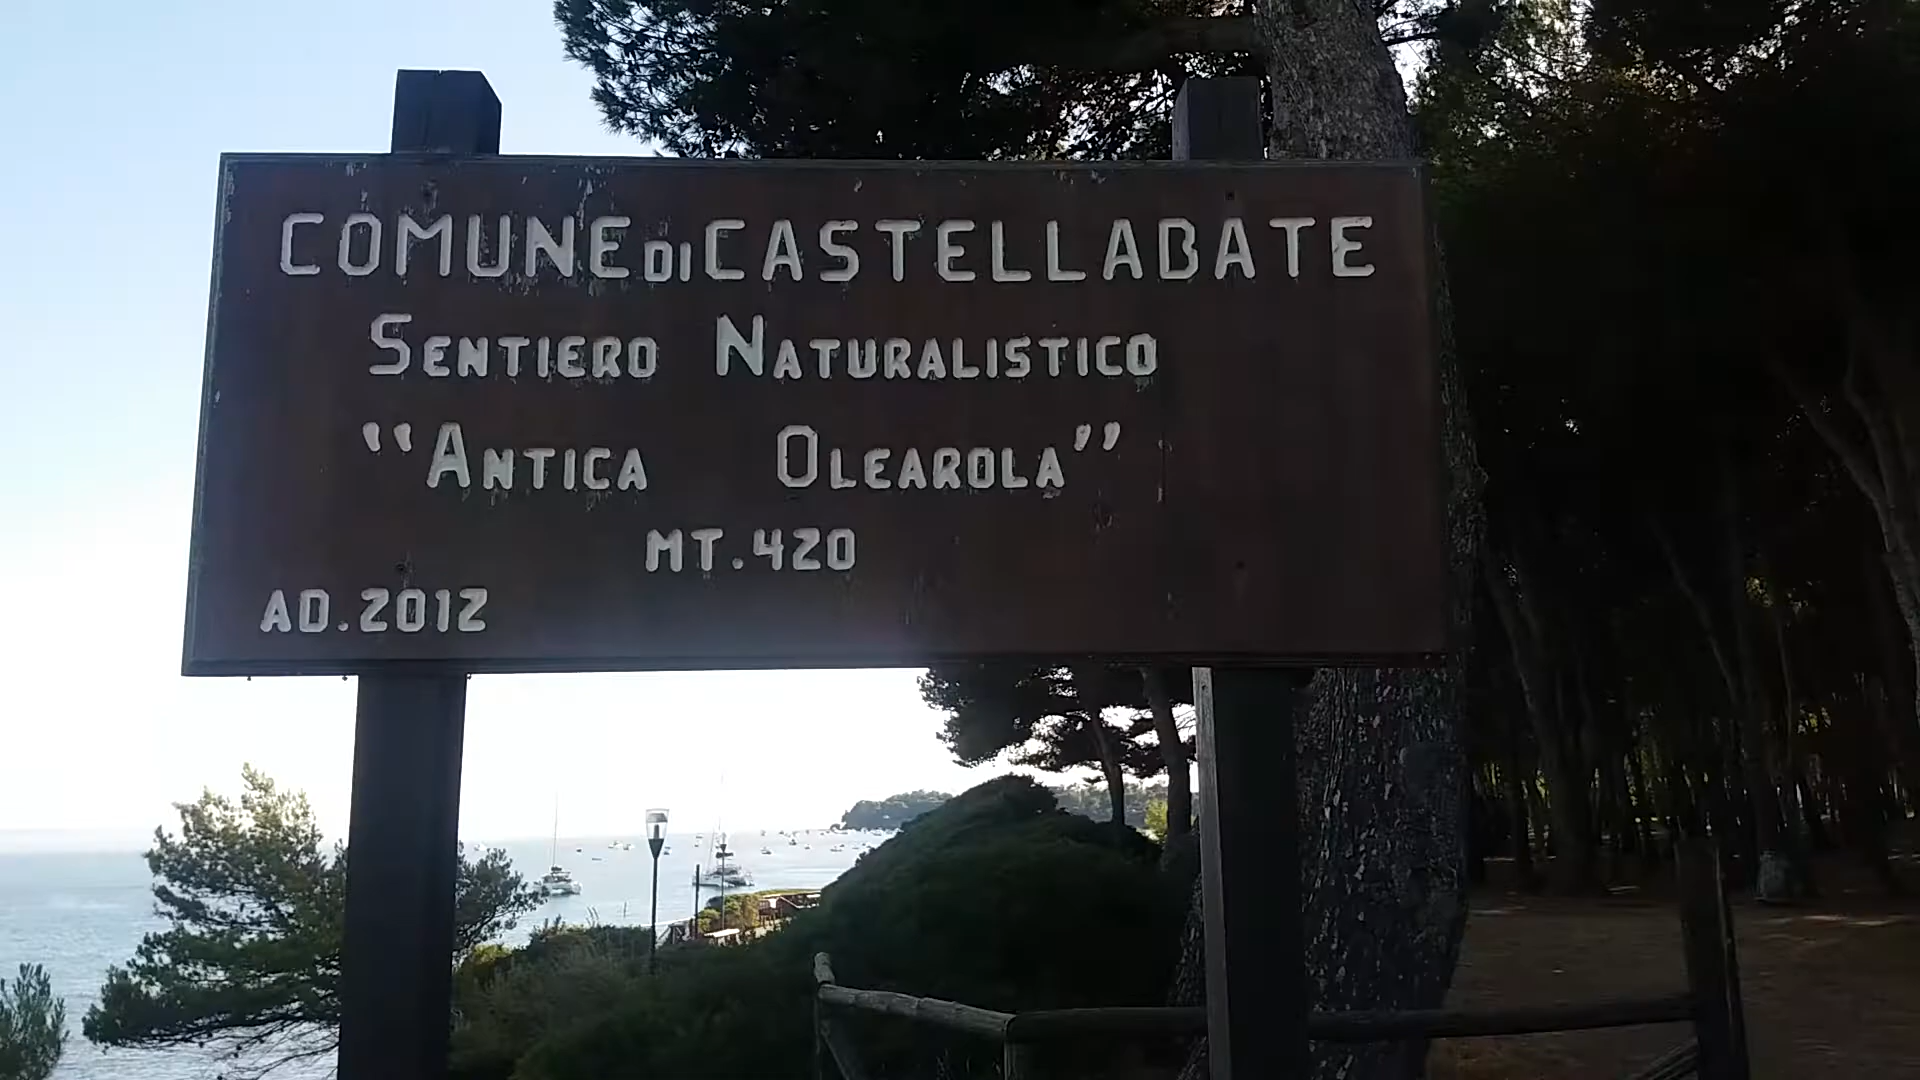 COMUNE DI CASTELLABATE
SENTIERO NATURALISTICO
“ANTICA OLEAROLA”
MT.420
AD.2012